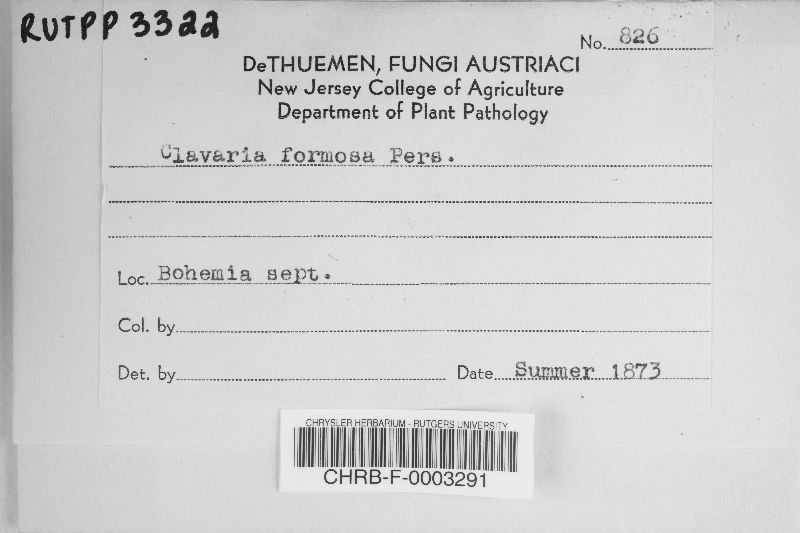 RUTPP 3322
No. 826
DeTHUEMEN, FUNGI AUSTRIACI
New Jersey College of Agriculture
Department of Plant Pathology
Clavaria formosa Pers.
Loc. Bohemia sept.
Col. by
Det. by Date Summer 1873
CHRYSLER HERBARIUM - RUTGERS UNIVERSITY
CHRB-F-0003291